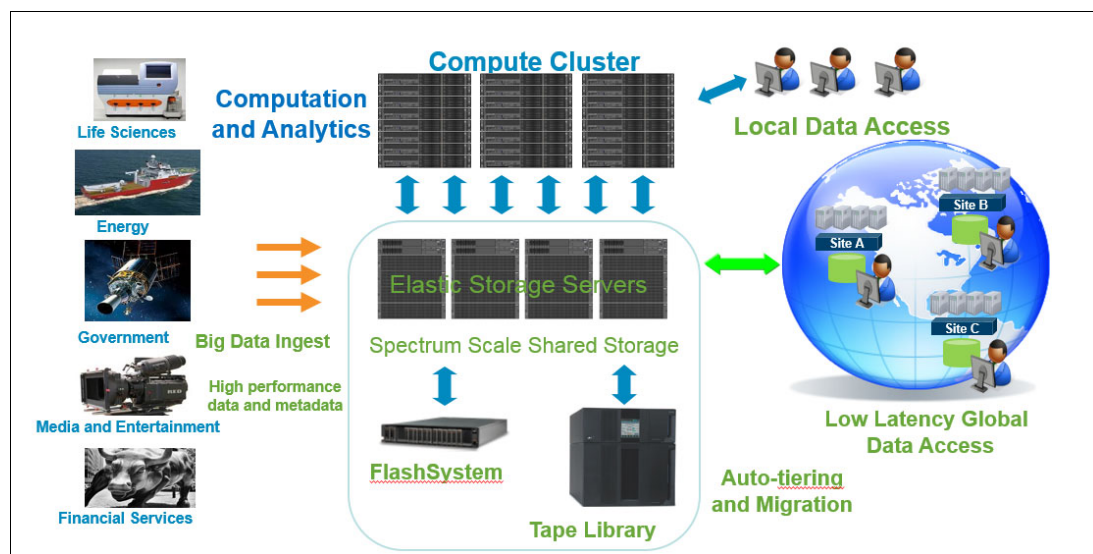 Compute Cluster
Computation
and Analytics
Life Sciences
Energy
Government
Media and Entertainment
Financial Services
Big Data Ingest
High performance
data and metadata
Elastic Storage Servers
Spectrum Scale Shared Storage
FlashSystem
Tape Library
Local Data Access
Site A
Site B
Site C
Low Latency Global
Data Access
Auto-tiering
and Migration